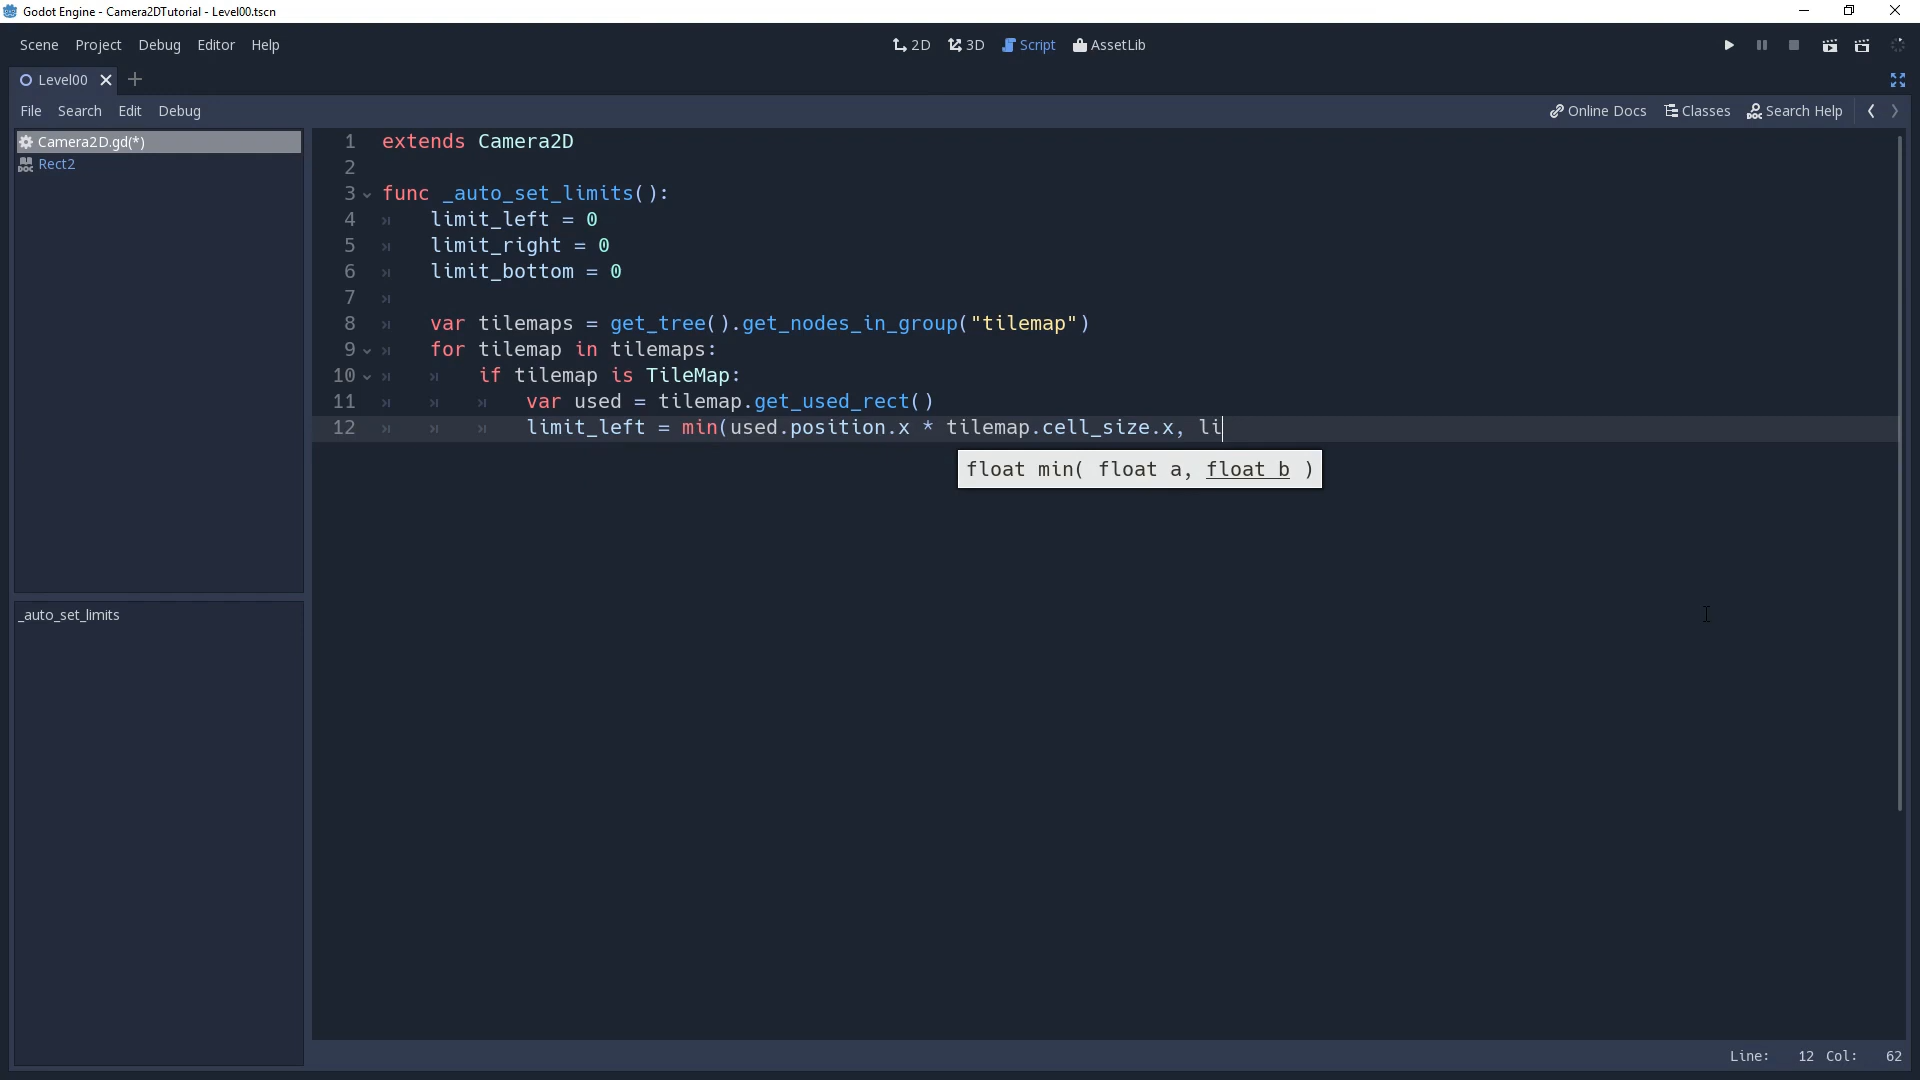 Godot Engine - Camera2DTutorial - Level00.tscn
Scene Project Debug Editor Help
2D 3D Script AssetLib
Level00
File Search Edit Debug
Online Docs Classes Search Help
Camera2D.gd(*)
Rect2
_auto_set_limits
1 extends Camera2D
2
3 func _auto_set_limits():
4 limit_left = 0
5 limit_right = 0
6 limit_bottom = 0
7
8 var tilemaps = get_tree().get_nodes_in_group("tilemap")
9 for tilemap in tilemaps:
10 if tilemap is TileMap:
11 var used = tilemap.get_used_rect()
12 limit_left = min(used.position.x * tilemap.cell_size.x, li
float min( float a, float b )
Line: 12 Col: 62